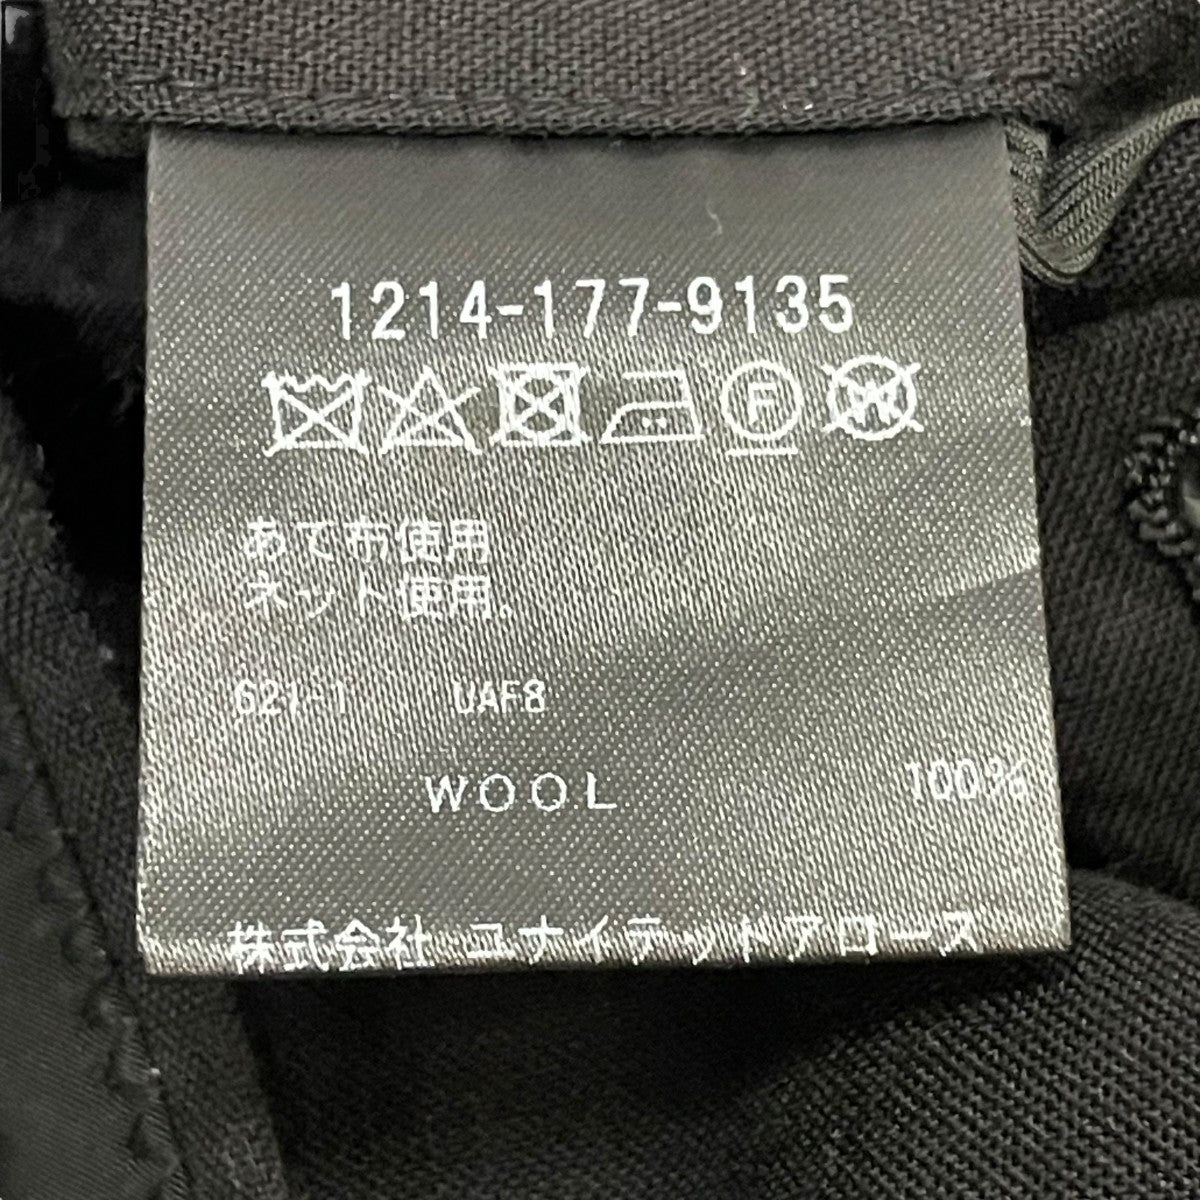 1214-177-9135
F W
あて布使用
ネット使用。
621-1 UAF8
WOOL 100%
株式会社 ユナイテッドアローズ